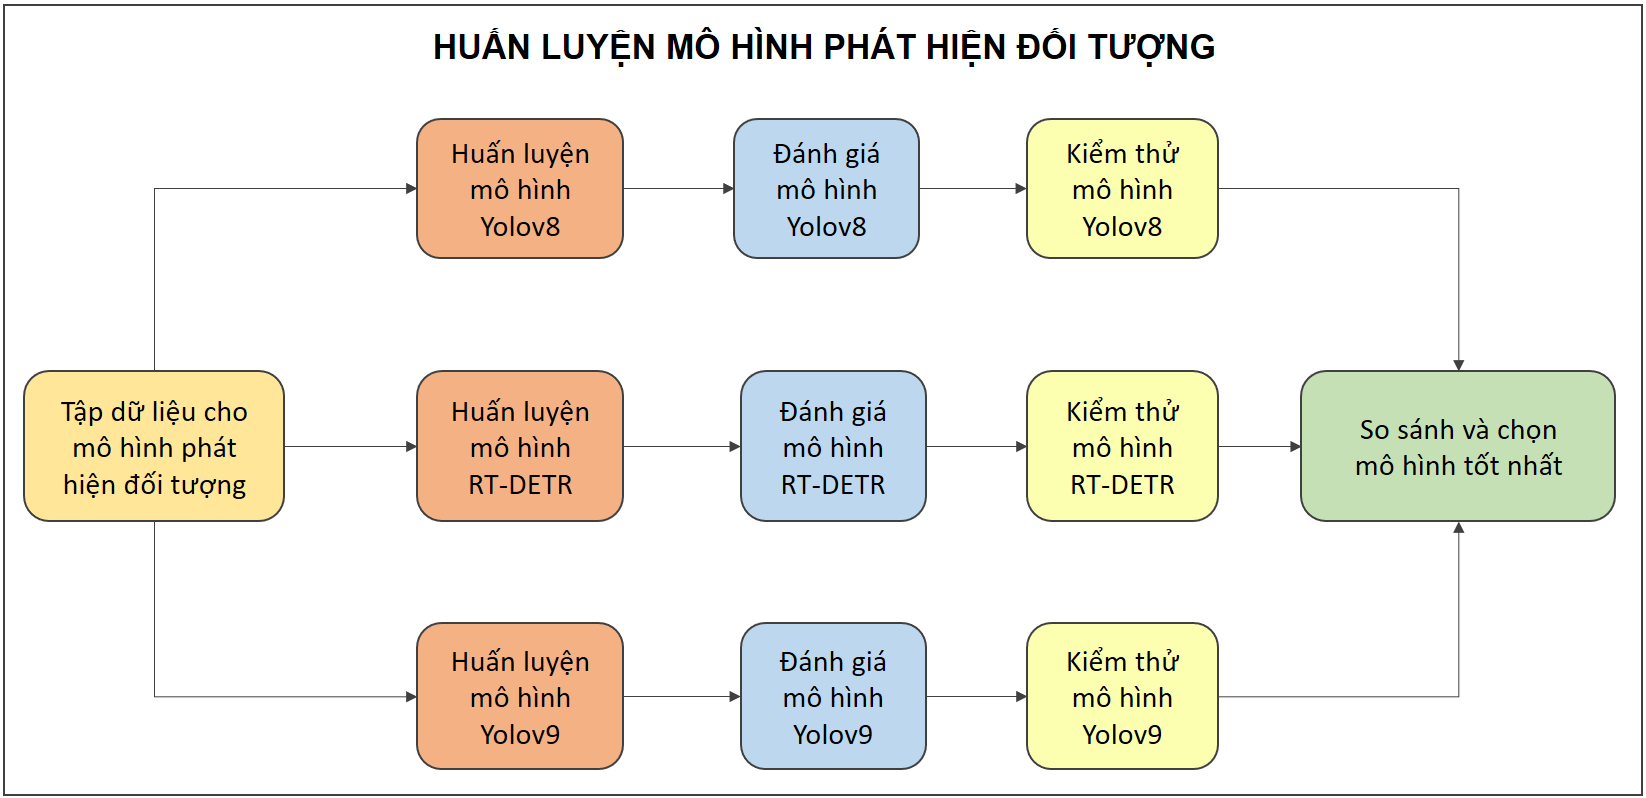 HUẤN LUYỆN MÔ HÌNH PHÁT HIỆN ĐỐI TƯỢNG
Huấn luyện
mô hình
Yolov8
Đánh giá
mô hình
Yolov8
Kiểm thử
mô hình
Yolov8
Tập dữ liệu cho
mô hình phát
hiện đối tượng
Huấn luyện
mô hình
RT-DETR
Đánh giá
mô hình
RT-DETR
Kiểm thử
mô hình
RT-DETR
So sánh và chọn
mô hình tốt nhất
Huấn luyện
mô hình
Yolov9
Đánh giá
mô hình
Yolov9
Kiểm thử
mô hình
Yolov9